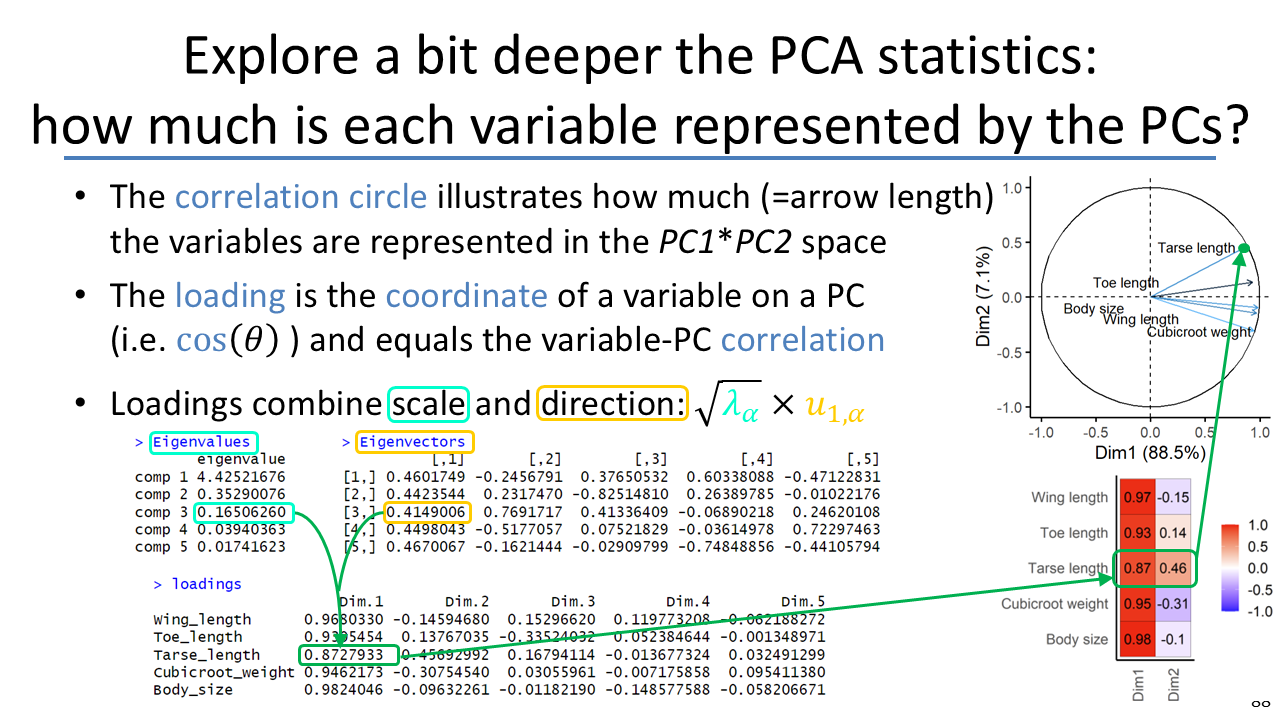 Explore a bit deeper the PCA statistics:
how much is each variable represented by the PCs?
• The correlation circle illustrates how much (=arrow length)
the variables are represented in the PC1*PC2 space
• The loading is the coordinate of a variable on a PC
(i.e. cos(θ) ) and equals the variable-PC correlation
• Loadings combine scale and direction: √λα × u1,α
> Eigenvalues
eigenvalue
comp 1 4.42521676
comp 2 0.35290076
comp 3 0.16506260
comp 4 0.03940363
comp 5 0.01741623
> Eigenvectors
[,1] [,2] [,3] [,4] [,5]
[1,] 0.4601749 -0.2456791 0.37650532 0.60338088 -0.47122831
[2,] 0.4423544 0.2317470 -0.82514810 0.26389785 -0.01022176
[3,] 0.4149006 0.7691717 0.41336409 -0.06890218 0.24620108
[4,] 0.4498043 -0.5177057 0.07521829 -0.03614978 0.72297463
[5,] 0.4670067 -0.1621444 -0.02909799 -0.74848856 -0.44105794
> loadings
Dim.1 Dim.2 Dim.3 Dim.4 Dim.5
Wing_length 0.9680330 -0.14594680 0.15296620 0.119773208 -0.062188272
Toe_length 0.9305454 0.13767035 -0.33524032 0.052384644 -0.001348971
Tarse_length 0.8727933 0.45692992 0.16794114 -0.013677324 0.032491299
Cubicroot_weight 0.9462173 -0.30754540 0.03055961 -0.007175858 0.095411380
Body_size 0.9824046 -0.09632261 -0.01182190 -0.148577588 -0.058206671
1.0
0.5
0.0
-0.5
-1.0
Dim2 (7.1%)
Tarse length
Toe length
Body size
Wing length
Cubicroot weight
-1.0 -0.5 0.0 0.5 1.0
Dim1 (88.5%)
Wing length 0.97 -0.15
Toe length 0.93 0.14
Tarse length 0.87 0.46
Cubicroot weight 0.95 -0.31
Body size 0.98 -0.1
Dim1 Dim2
1.0
0.5
0.0
-0.5
-1.0
88